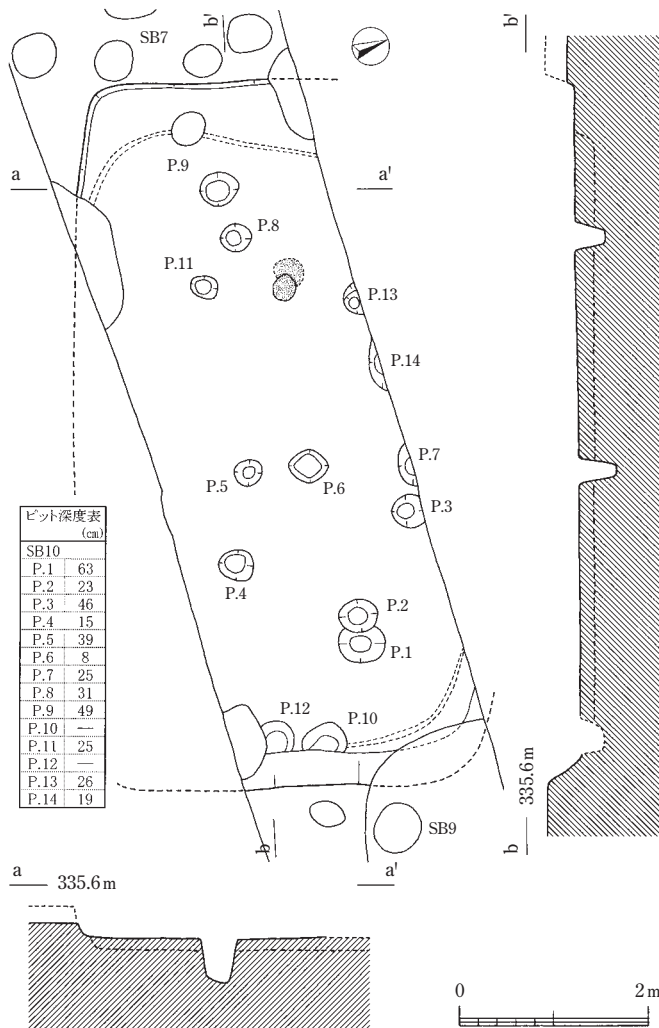 b'
b'
SB7
a
a'
P.9
P.8
P.11
P.13
P.14
P.5
P.6
P.7
P.3
P.4
P.2
P.1
P.12
P.10
SB9
ピット深度表
(cm)
SB10
P.1 63
P.2 23
P.3 46
P.4 15
P.5 39
P.6 8
P.7 25
P.8 31
P.9 49
P.10 —
P.11 25
P.12 —
P.13 26
P.14 19
b
a'
b 335.6m
a 335.6m
0 2m